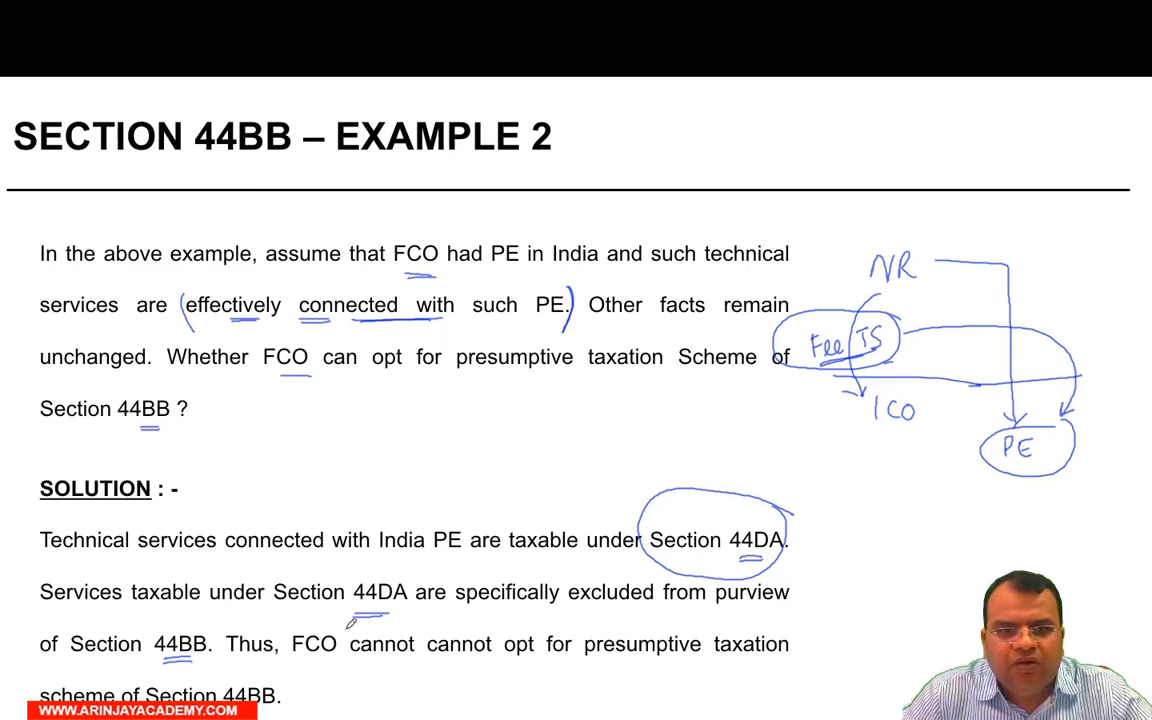 SECTION 44BB – EXAMPLE 2
In the above example, assume that FCO had PE in India and such technical
services are (effectively connected with such PE.) Other facts remain
unchanged. Whether FCO can opt for presumptive taxation Scheme of
Section 44BB ?
NR
Fee TS
ICO
PE
SOLUTION : -
Technical services connected with India PE are taxable under Section 44DA.
Services taxable under Section 44DA are specifically excluded from purview
of Section 44BB. Thus, FCO cannot cannot opt for presumptive taxation
scheme of Section 44BB.
WWW.ARINJAYACADEMY.COM